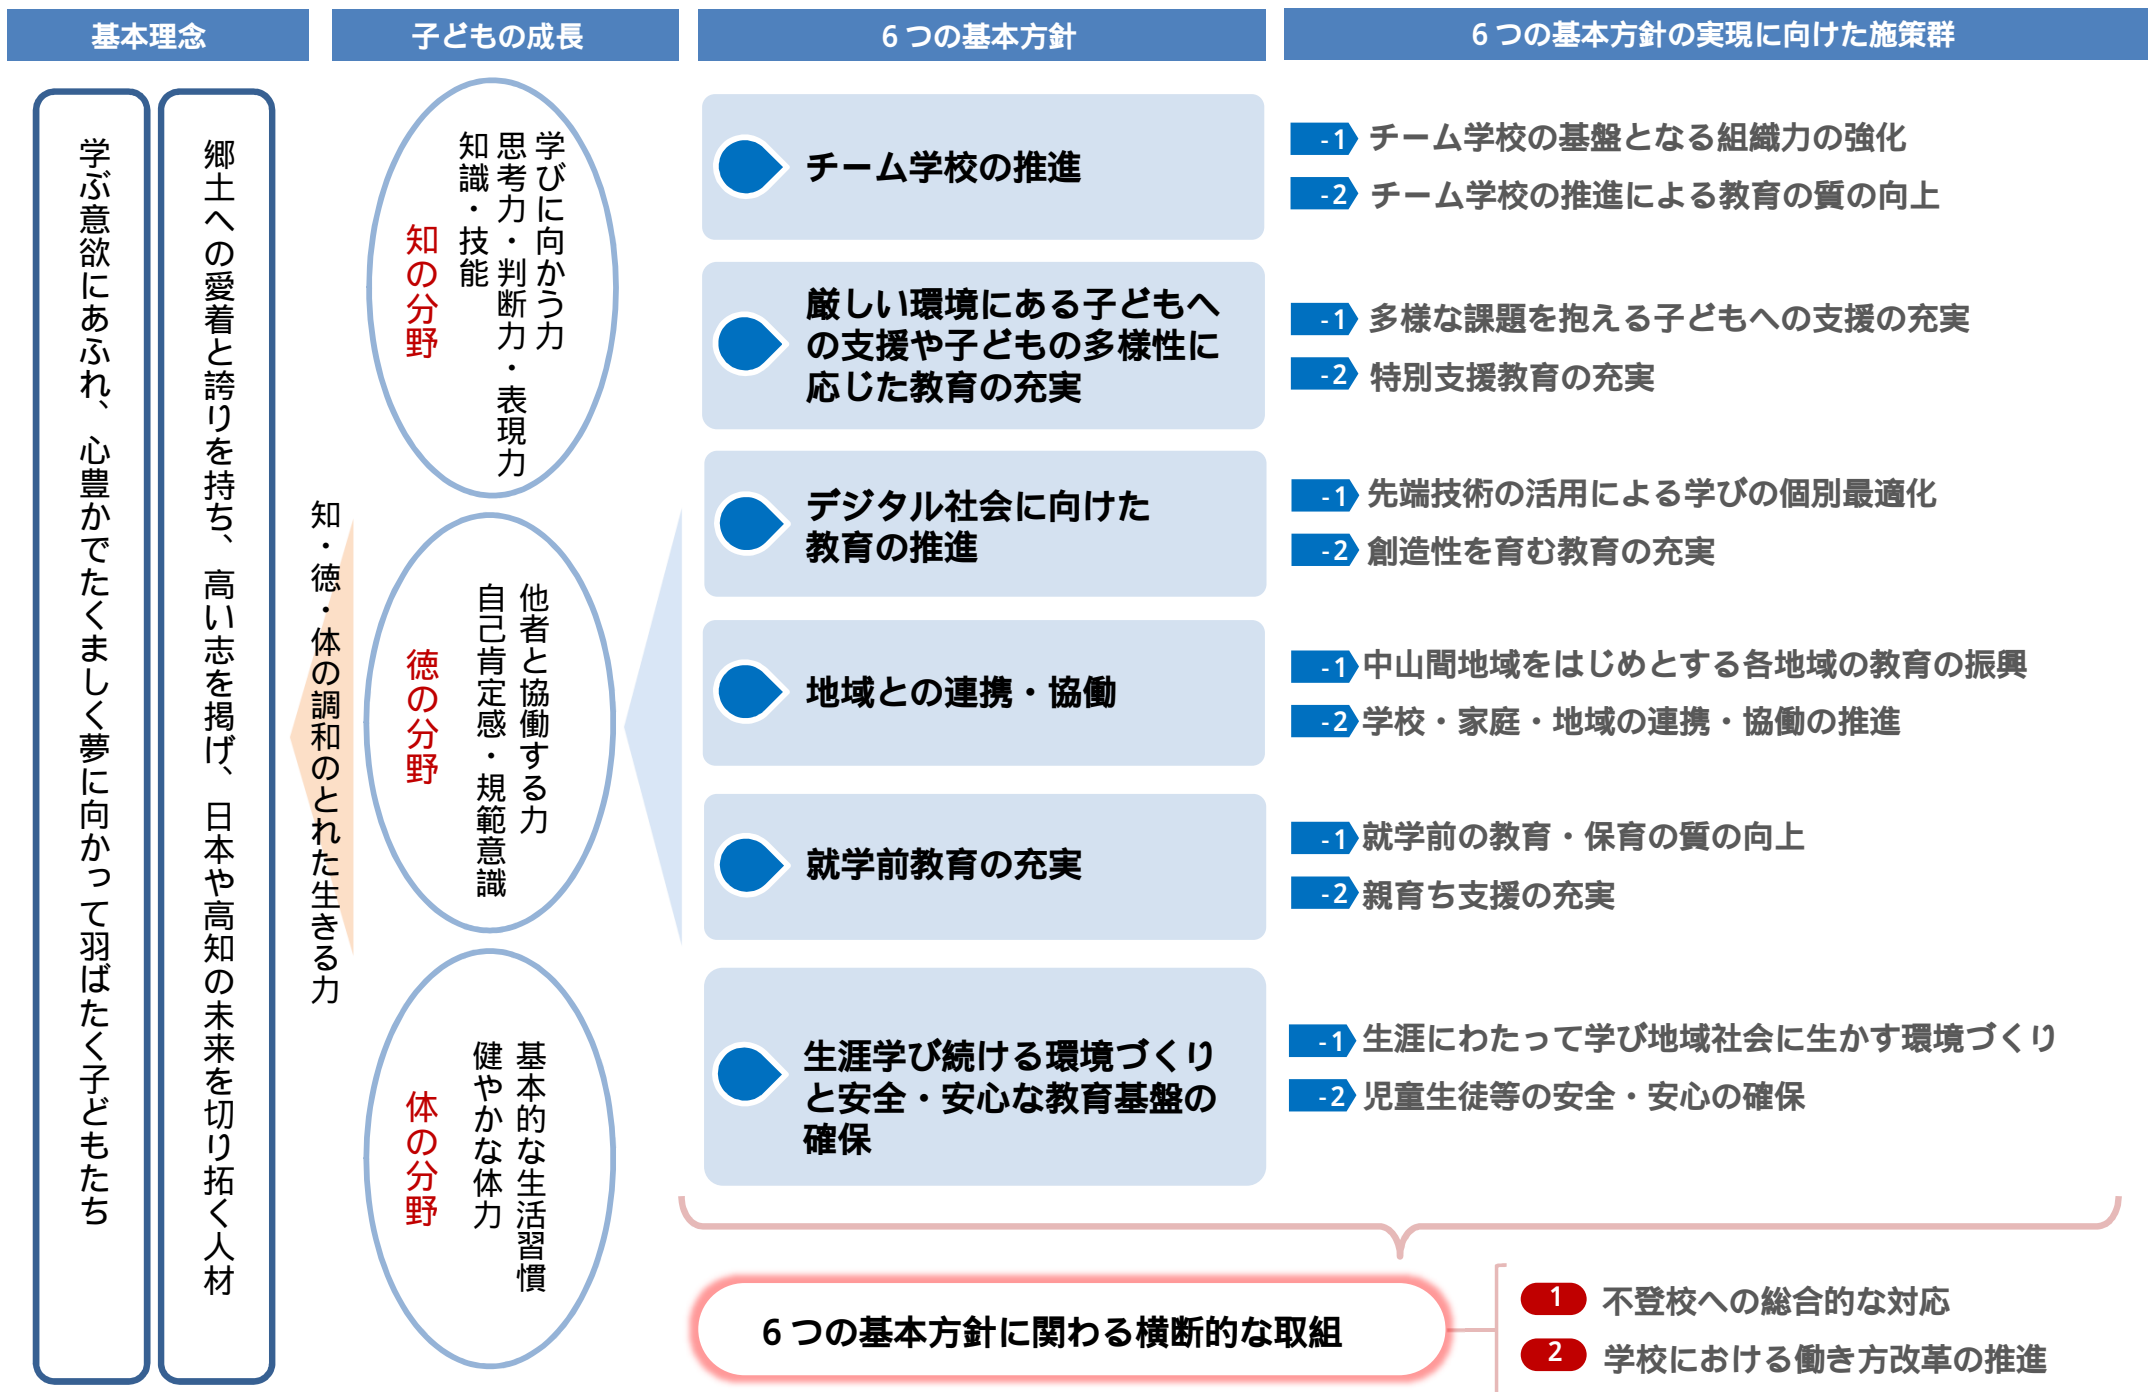 基本理念
子どもの成長
6つの基本方針
6つの基本方針の実現に向けた施策群
学ぶ意欲にあふれ、心豊かでたくましく夢に向かって羽ばたく子どもたち
郷土への愛着と誇りを持ち、高い志を掲げ、日本や高知の未来を切り拓く人材
知・徳・体の調和のとれた生きる力
学びに向かう力
思考力・判断力・表現力
知識・技能
知の分野
他者と協働する力
自己肯定感・規範意識
徳の分野
基本的な生活習慣
健やかな体力
体の分野
チーム学校の推進
-1 チーム学校の基盤となる組織力の強化
-2 チーム学校の推進による教育の質の向上
厳しい環境にある子どもへ
の支援や子どもの多様性に
応じた教育の充実
-1 多様な課題を抱える子どもへの支援の充実
-2 特別支援教育の充実
デジタル社会に向けた
教育の推進
-1 先端技術の活用による学びの個別最適化
-2 創造性を育む教育の充実
地域との連携・協働
-1 中山間地域をはじめとする各地域の教育の振興
-2 学校・家庭・地域の連携・協働の推進
就学前教育の充実
-1 就学前の教育・保育の質の向上
-2 親育ち支援の充実
生涯学び続ける環境づくり
と安全・安心な教育基盤の
確保
-1 生涯にわたって学び地域社会に生かす環境づくり
-2 児童生徒等の安全・安心の確保
6つの基本方針に関わる横断的な取組
1 不登校への総合的な対応
2 学校における働き方改革の推進